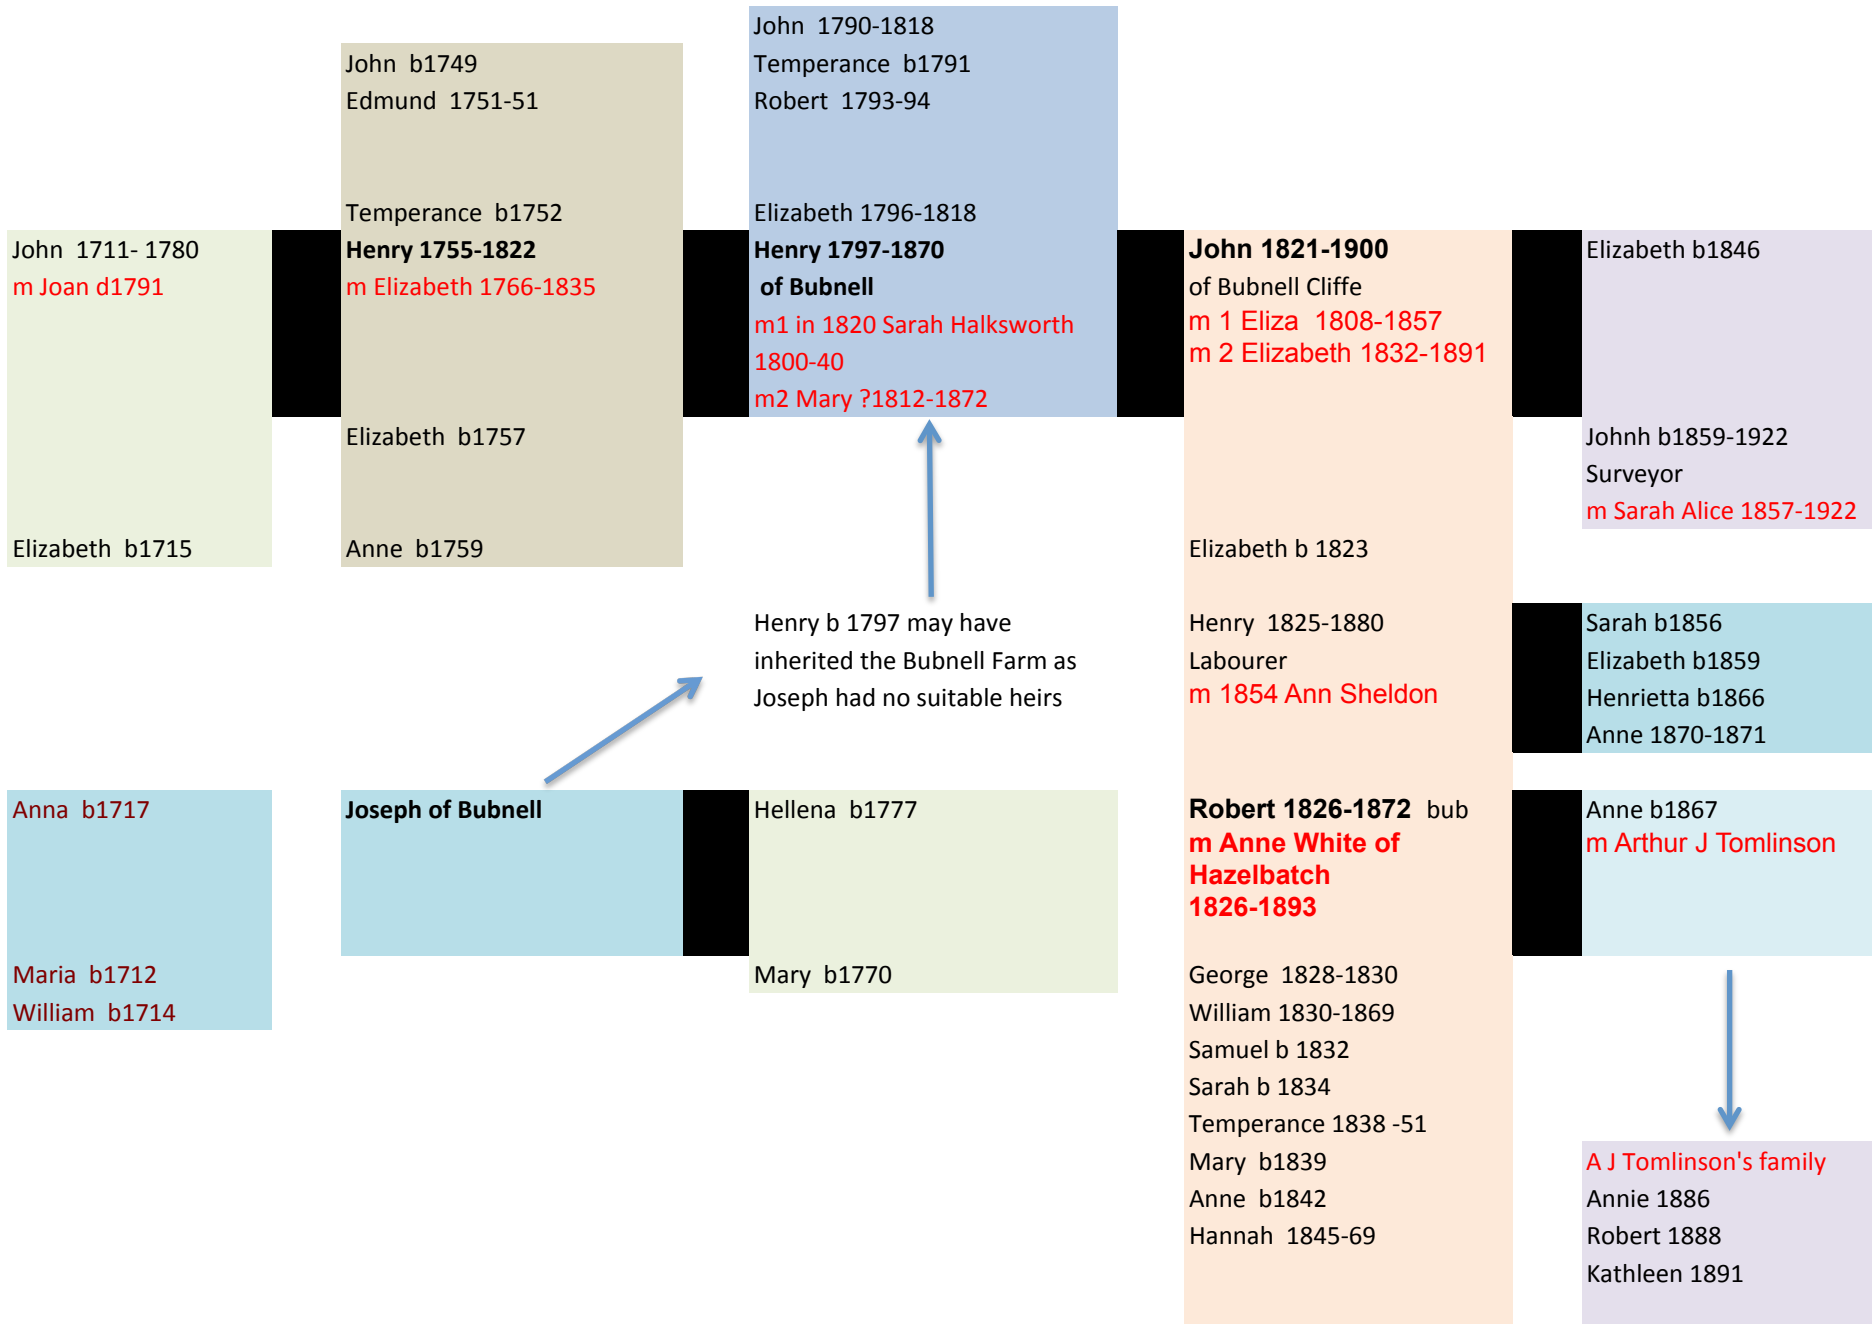 John 1711- 1780
m Joan d1791
Elizabeth b1715
Anna b1717
Maria b1712
William b1714
John b1749
Edmund 1751-51
Temperance b1752
Henry 1755-1822
m Elizabeth 1766-1835
Elizabeth b1757
Anne b1759
Joseph of Bubnell
John 1790-1818
Temperance b1791
Robert 1793-94
Elizabeth 1796-1818
Henry 1797-1870
of Bubnell
m1 in 1820 Sarah Halksworth
1800-40
m2 Mary ?1812-1872
Henry b 1797 may have
inherited the Bubnell Farm as
Joseph had no suitable heirs
Hellena b1777
Mary b1770
John 1821-1900
of Bubnell Cliffe
m 1 Eliza 1808-1857
m 2 Elizabeth 1832-1891
Elizabeth b 1823
Henry 1825-1880
Labourer
m 1854 Ann Sheldon
Robert 1826-1872 bub
m Anne White of
Hazelbatch
1826-1893
George 1828-1830
William 1830-1869
Samuel b 1832
Sarah b 1834
Temperance 1838 -51
Mary b1839
Anne b1842
Hannah 1845-69
Elizabeth b1846
Johnh b1859-1922
Surveyor
m Sarah Alice 1857-1922
Sarah b1856
Elizabeth b1859
Henrietta b1866
Anne 1870-1871
Anne b1867
m Arthur J Tomlinson
A J Tomlinson's family
Annie 1886
Robert 1888
Kathleen 1891